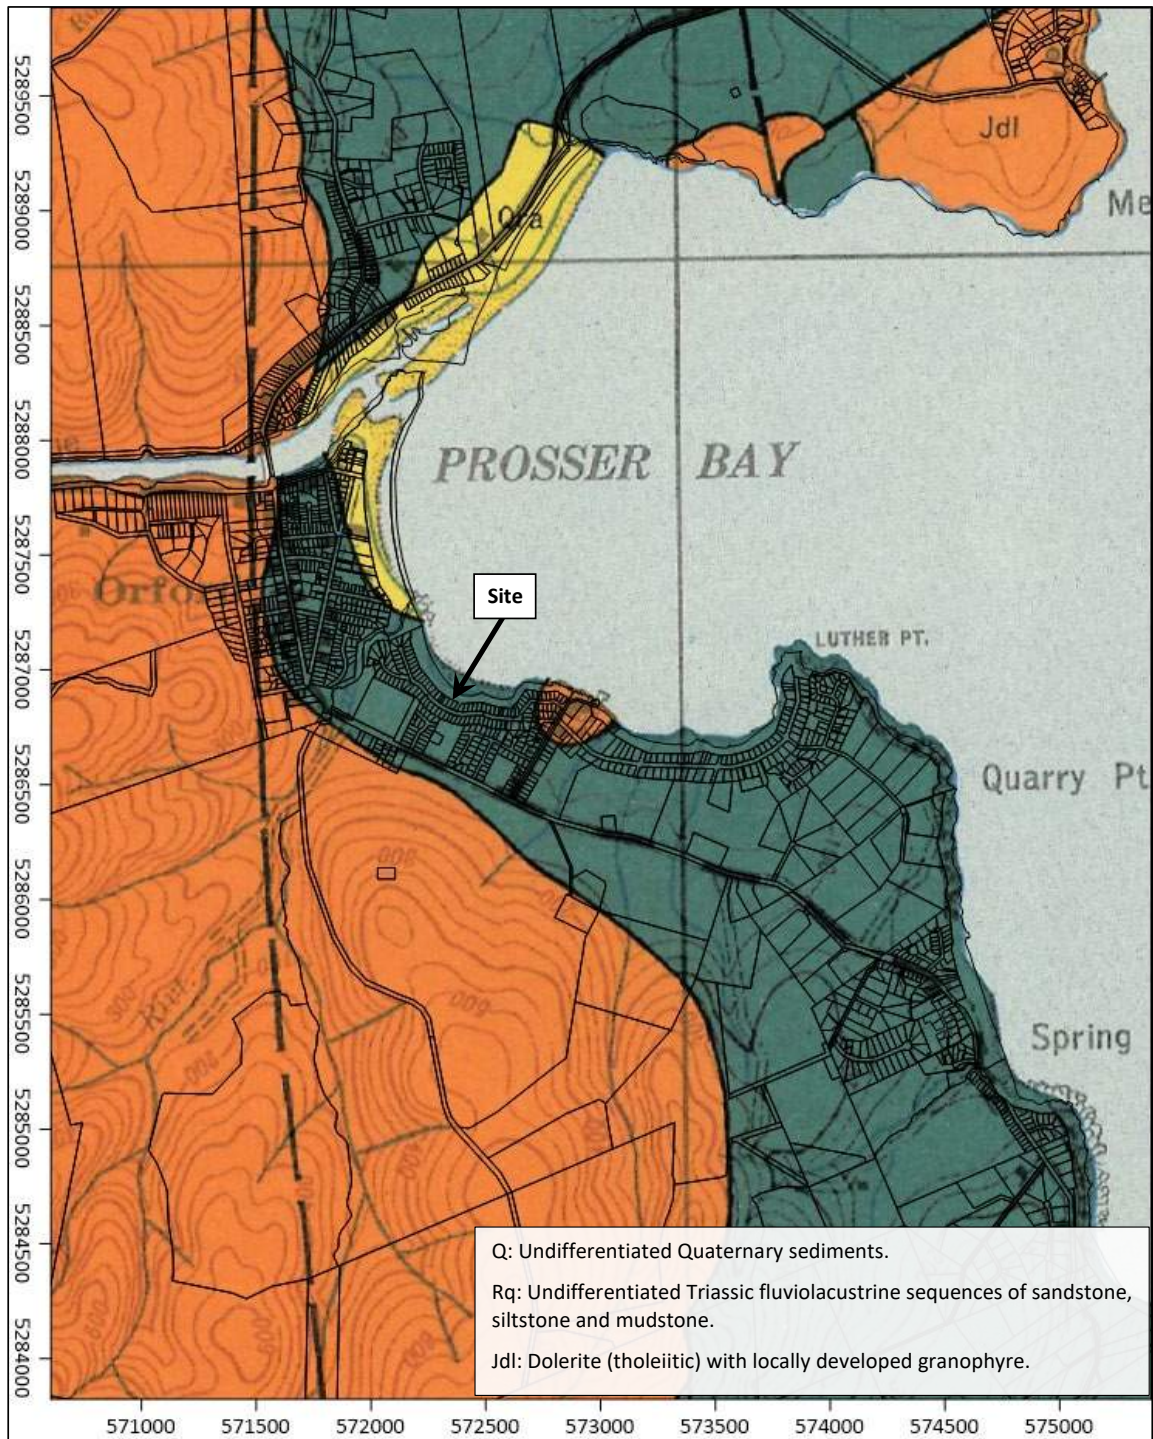 Jdl
Me
Qra
PROSSER BAY
Site
LUTHER PT.
Quarry Pt
Spring
Rivt.
009
Q: Undifferentiated Quaternary sediments.
Rq: Undifferentiated Triassic fluviolacustrine sequences of sandstone,
siltstone and mudstone.
Jdl: Dolerite (tholeiitic) with locally developed granophyre.
5289500
5289000
5288500
5288000
5287500
5287000
5286500
5286000
5285500
5285000
5284500
5284000
571000 571500 572000 572500 573000 573500 574000 574500 575000